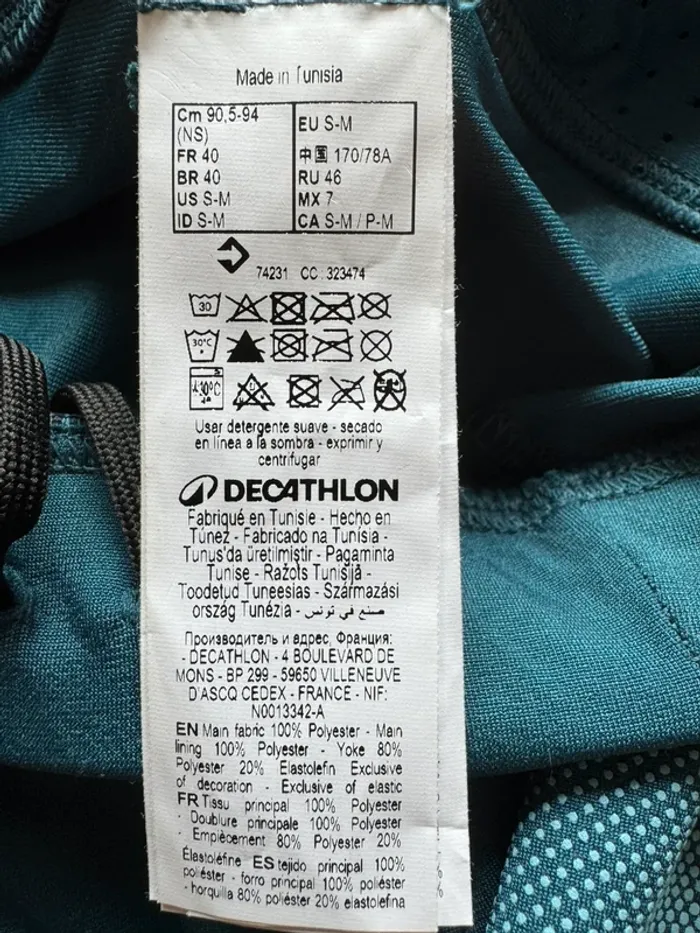 Made in Tunisia
Cm 90,5-94
(NS)
FR 40
BR 40
US S-M
ID S-M
EU S-M
中国 170/78A
RU 46
MX 7
CA S-M / P-M
74231 CC 323474
30
30°C
Usar detergente suave - secado
en línea a la sombra - exprimir y
centrifugar
DECATHLON
Fabriqué en Tunisie - Hecho en
Túnez - Fabricado na Tunísia -
Tunus'da üretilmiştir - Pagaminta
Tunise - Ražots Tunisijā -
Toodetud Tuneesias - Származási
ország Tunézia - صنع في تونس -
Производитель и адрес, Франция:
- DECATHLON - 4 BOULEVARD DE
MONS - BP 299 - 59650 VILLENEUVE
D'ASCQ CEDEX - FRANCE - NIF:
N0013342-A
EN Main fabric 100% Polyester - Main
lining 100% Polyester - Yoke 80%
Polyester 20% Elastolefin Exclusive
of decoration - Exclusive of elastic
FR Tissu principal 100% Polyester
- Doublure principale 100% Polyester
- Empiècement 80% Polyester 20%
Élastoléfine ES tejido principal 100%
poliéster - forro principal 100% poliéster
- horquilla 80% poliéster 20% elastolefina